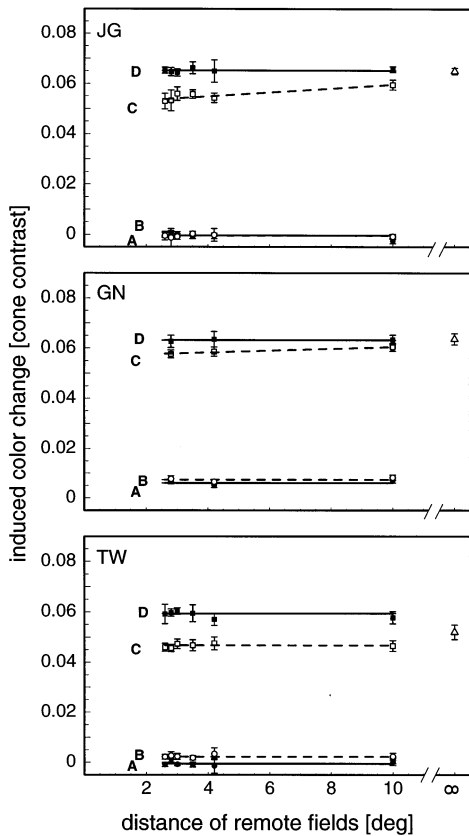 induced color change [cone contrast]
JG
0.08
0.06
0.04
0.02
0
D
C
B
A
GN
0.08
0.06
0.04
0.02
0
D
C
B
A
TW
0.08
0.06
0.04
0.02
0
D
C
B
A
2 4 6 8 10 ∞
distance of remote fields [deg]